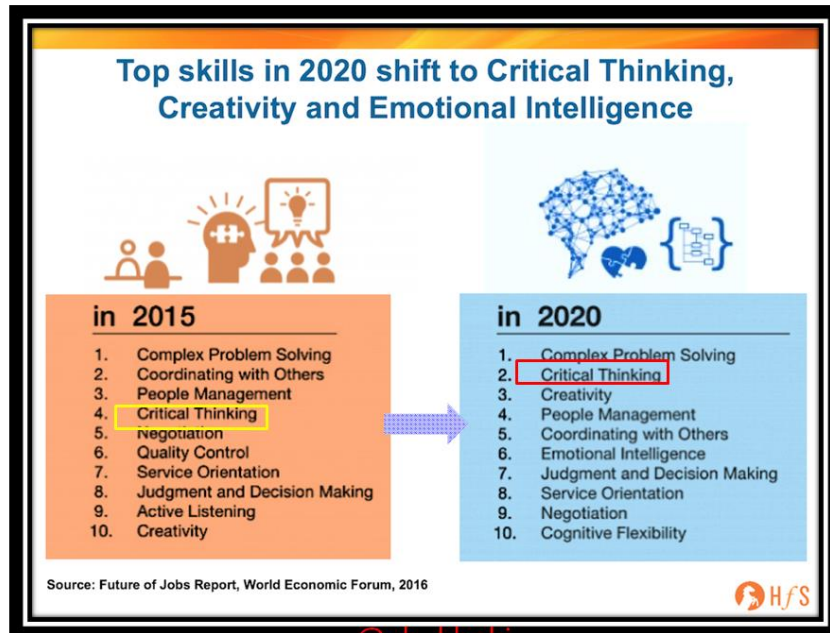 Top skills in 2020 shift to Critical Thinking,
Creativity and Emotional Intelligence
in 2015
1. Complex Problem Solving
2. Coordinating with Others
3. People Management
4. Critical Thinking
5. Negotiation
6. Quality Control
7. Service Orientation
8. Judgment and Decision Making
9. Active Listening
10. Creativity
in 2020
1. Complex Problem Solving
2. Critical Thinking
3. Creativity
4. People Management
5. Coordinating with Others
6. Emotional Intelligence
7. Judgment and Decision Making
8. Service Orientation
9. Negotiation
10. Cognitive Flexibility
Source: Future of Jobs Report, World Economic Forum, 2016
HfS